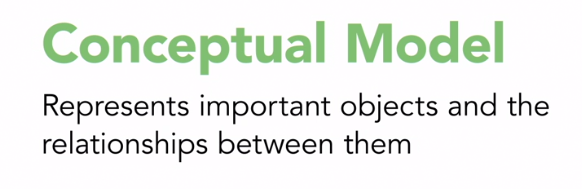 Conceptual Model
Represents important objects and the
relationships between them